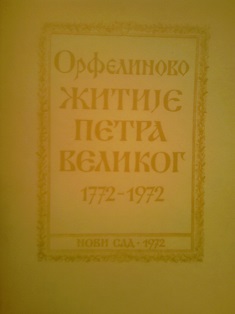 Орфелиново
ЖИТИЈЕ
ПЕТРА
ВЕЛИКОГ
1772-1972
НОВИ САД - 1972